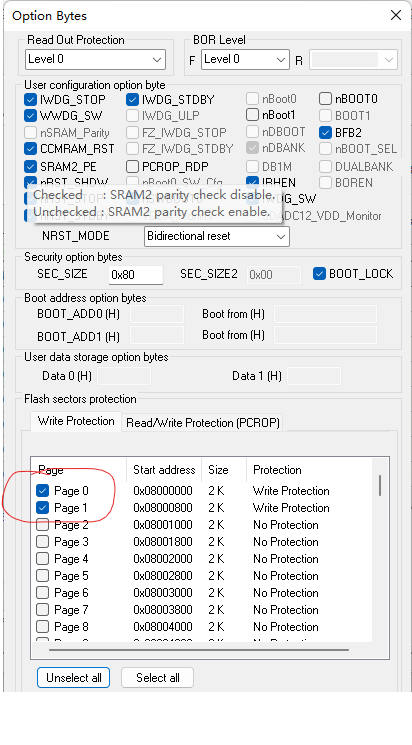 Option Bytes
Read Out Protection
Level 0
BOR Level
F Level 0 R
User configuration option byte
IWDG_STOP IWDG_STDBY nBoot0 nBOOT0
WWDG_SW IWDG_ULP nBoot1 BOOT1
nSRAM_Parity FZ_IWDG_STOP nDBOOT BFB2
CCMRAM_RST FZ_IWDG_STDBY nDBANK nBOOT_SEL
SRAM2_PE PCROP_RDP DB1M DUALBANK
nRST_SHDW nBoot0_SW_Cfg IRHEN BOREN
Checked : SRAM2 parity check disable.
Unchecked : SRAM2 parity check enable.
NRST_MODE Bidirectional reset
Security option bytes
SEC_SIZE 0x80 SEC_SIZE2 0x00 BOOT_LOCK
Boot address option bytes
BOOT_ADD0 (H) Boot from (H)
BOOT_ADD1 (H) Boot from (H)
User data storage option bytes
Data 0 (H) Data 1 (H)
Flash sectors protection
Write Protection Read/Write Protection (PCROP)
Page Start address Size Protection
Page 0 0x08000000 2 K Write Protection
Page 1 0x08000800 2 K Write Protection
Page 2 0x08001000 2 K No Protection
Page 3 0x08001800 2 K No Protection
Page 4 0x08002000 2 K No Protection
Page 5 0x08002800 2 K No Protection
Page 6 0x08003000 2 K No Protection
Page 7 0x08003800 2 K No Protection
Page 8 0x08004000 2 K No Protection
Unselect all Select all